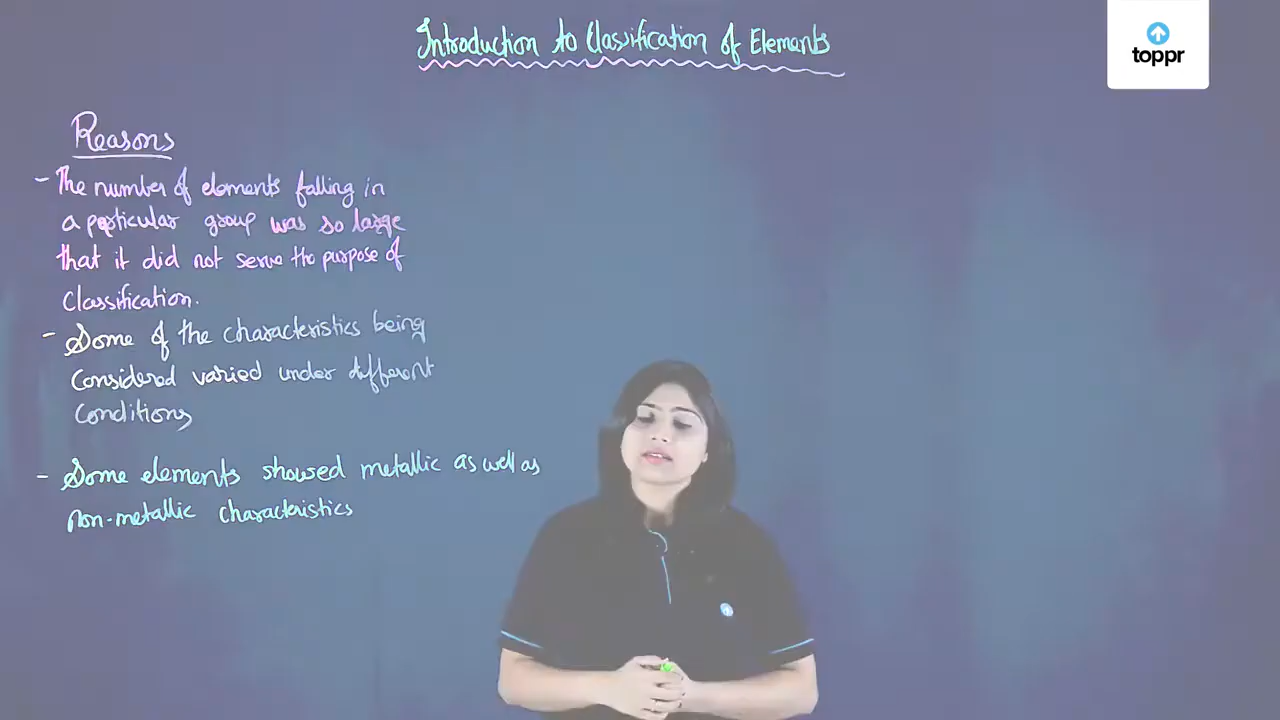 Introduction to Classification of Elements
toppr
Reasons
- The number of elements falling in
a particular group was so large
that it did not serve the purpose of
Classification.
- Some of the characteristics being
Considered varied under different
Conditions
- Some elements showed metallic as well as
non-metallic characteristics